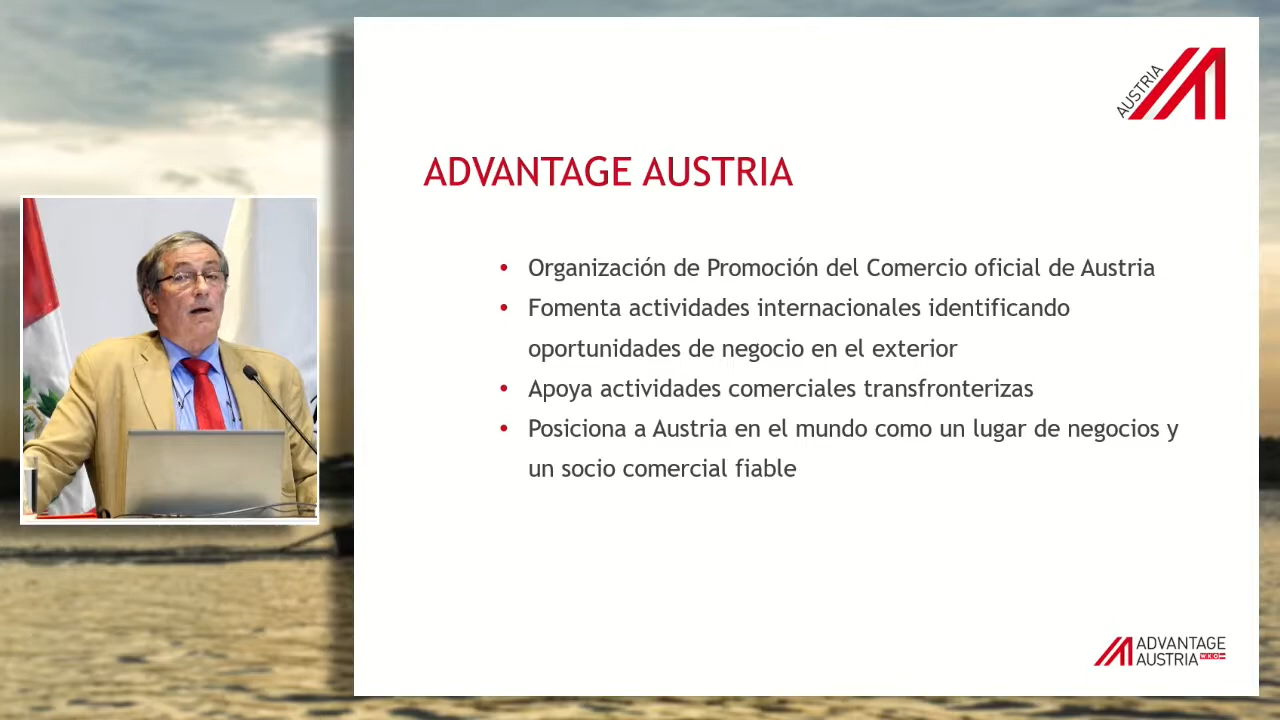 AUSTRIA
ADVANTAGE AUSTRIA
• Organización de Promoción del Comercio oficial de Austria
• Fomenta actividades internacionales identificando
oportunidades de negocio en el exterior
• Apoya actividades comerciales transfronterizas
• Posiciona a Austria en el mundo como un lugar de negocios y
un socio comercial fiable
ADVANTAGE
AUSTRIA WKO